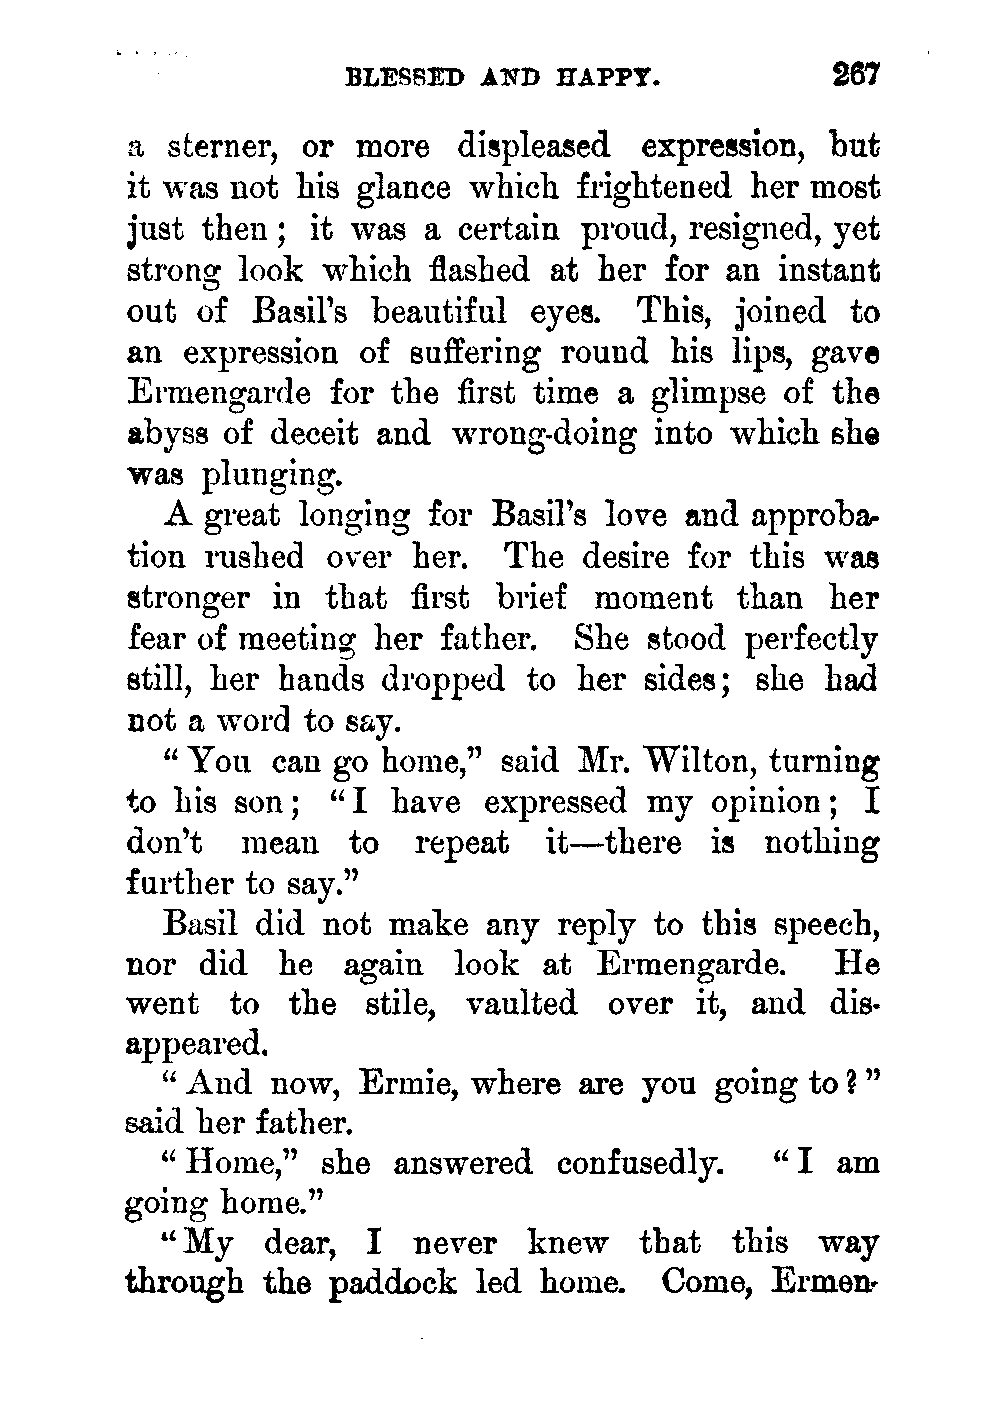 BLESSED AND HAPPY. 267
a sterner, or more displeased expression, but
it was not his glance which frightened her most
just then; it was a certain proud, resigned, yet
strong look which flashed at her for an instant
out of Basil's beautiful eyes. This, joined to
an expression of suffering round his lips, gave
Ermengarde for the first time a glimpse of the
abyss of deceit and wrong-doing into which she
was plunging.
A great longing for Basil's love and approba-
tion rushed over her. The desire for this was
stronger in that first brief moment than her
fear of meeting her father. She stood perfectly
still, her hands dropped to her sides; she had
not a word to say.
"You can go home," said Mr. Wilton, turning
to his son; "I have expressed my opinion; I
don't mean to repeat it—there is nothing
further to say."
Basil did not make any reply to this speech,
nor did he again look at Ermengarde. He
went to the stile, vaulted over it, and dis-
appeared.
"And now, Ermie, where are you going to?"
said her father.
"Home," she answered confusedly. "I am
going home."
"My dear, I never knew that this way
through the paddock led home. Come, Ermen-